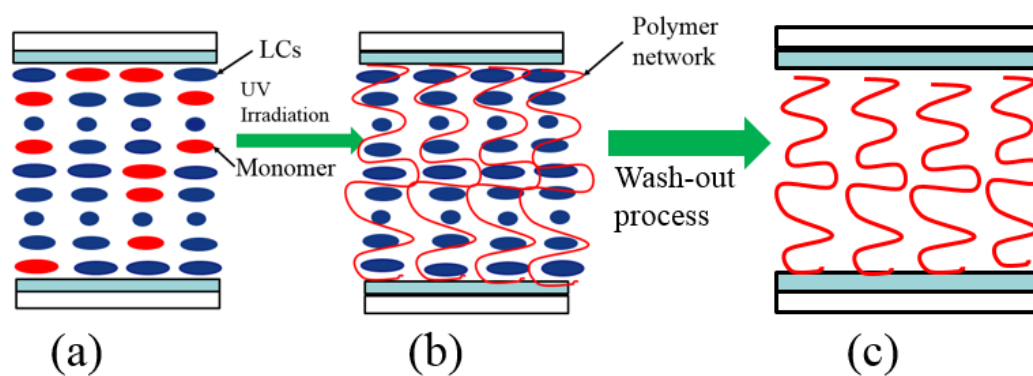 LCs
UV
Irradiation
Monomer
Polymer
network
Wash-out
process
(a)
(b)
(c)